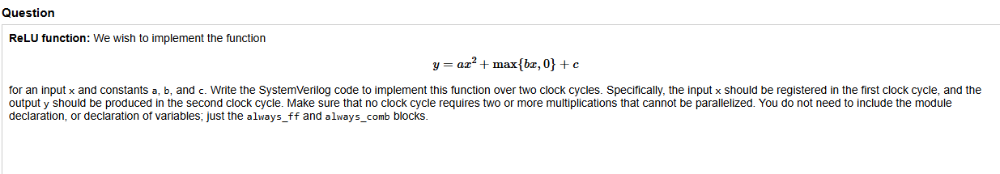 Question
ReLU function: We wish to implement the function
y = ax² + max{bx, 0} + c
for an input x and constants a, b, and c. Write the SystemVerilog code to implement this function over two clock cycles. Specifically, the input x should be registered in the first clock cycle, and the
output y should be produced in the second clock cycle. Make sure that no clock cycle requires two or more multiplications that cannot be parallelized. You do not need to include the module
declaration, or declaration of variables; just the always_ff and always_comb blocks.